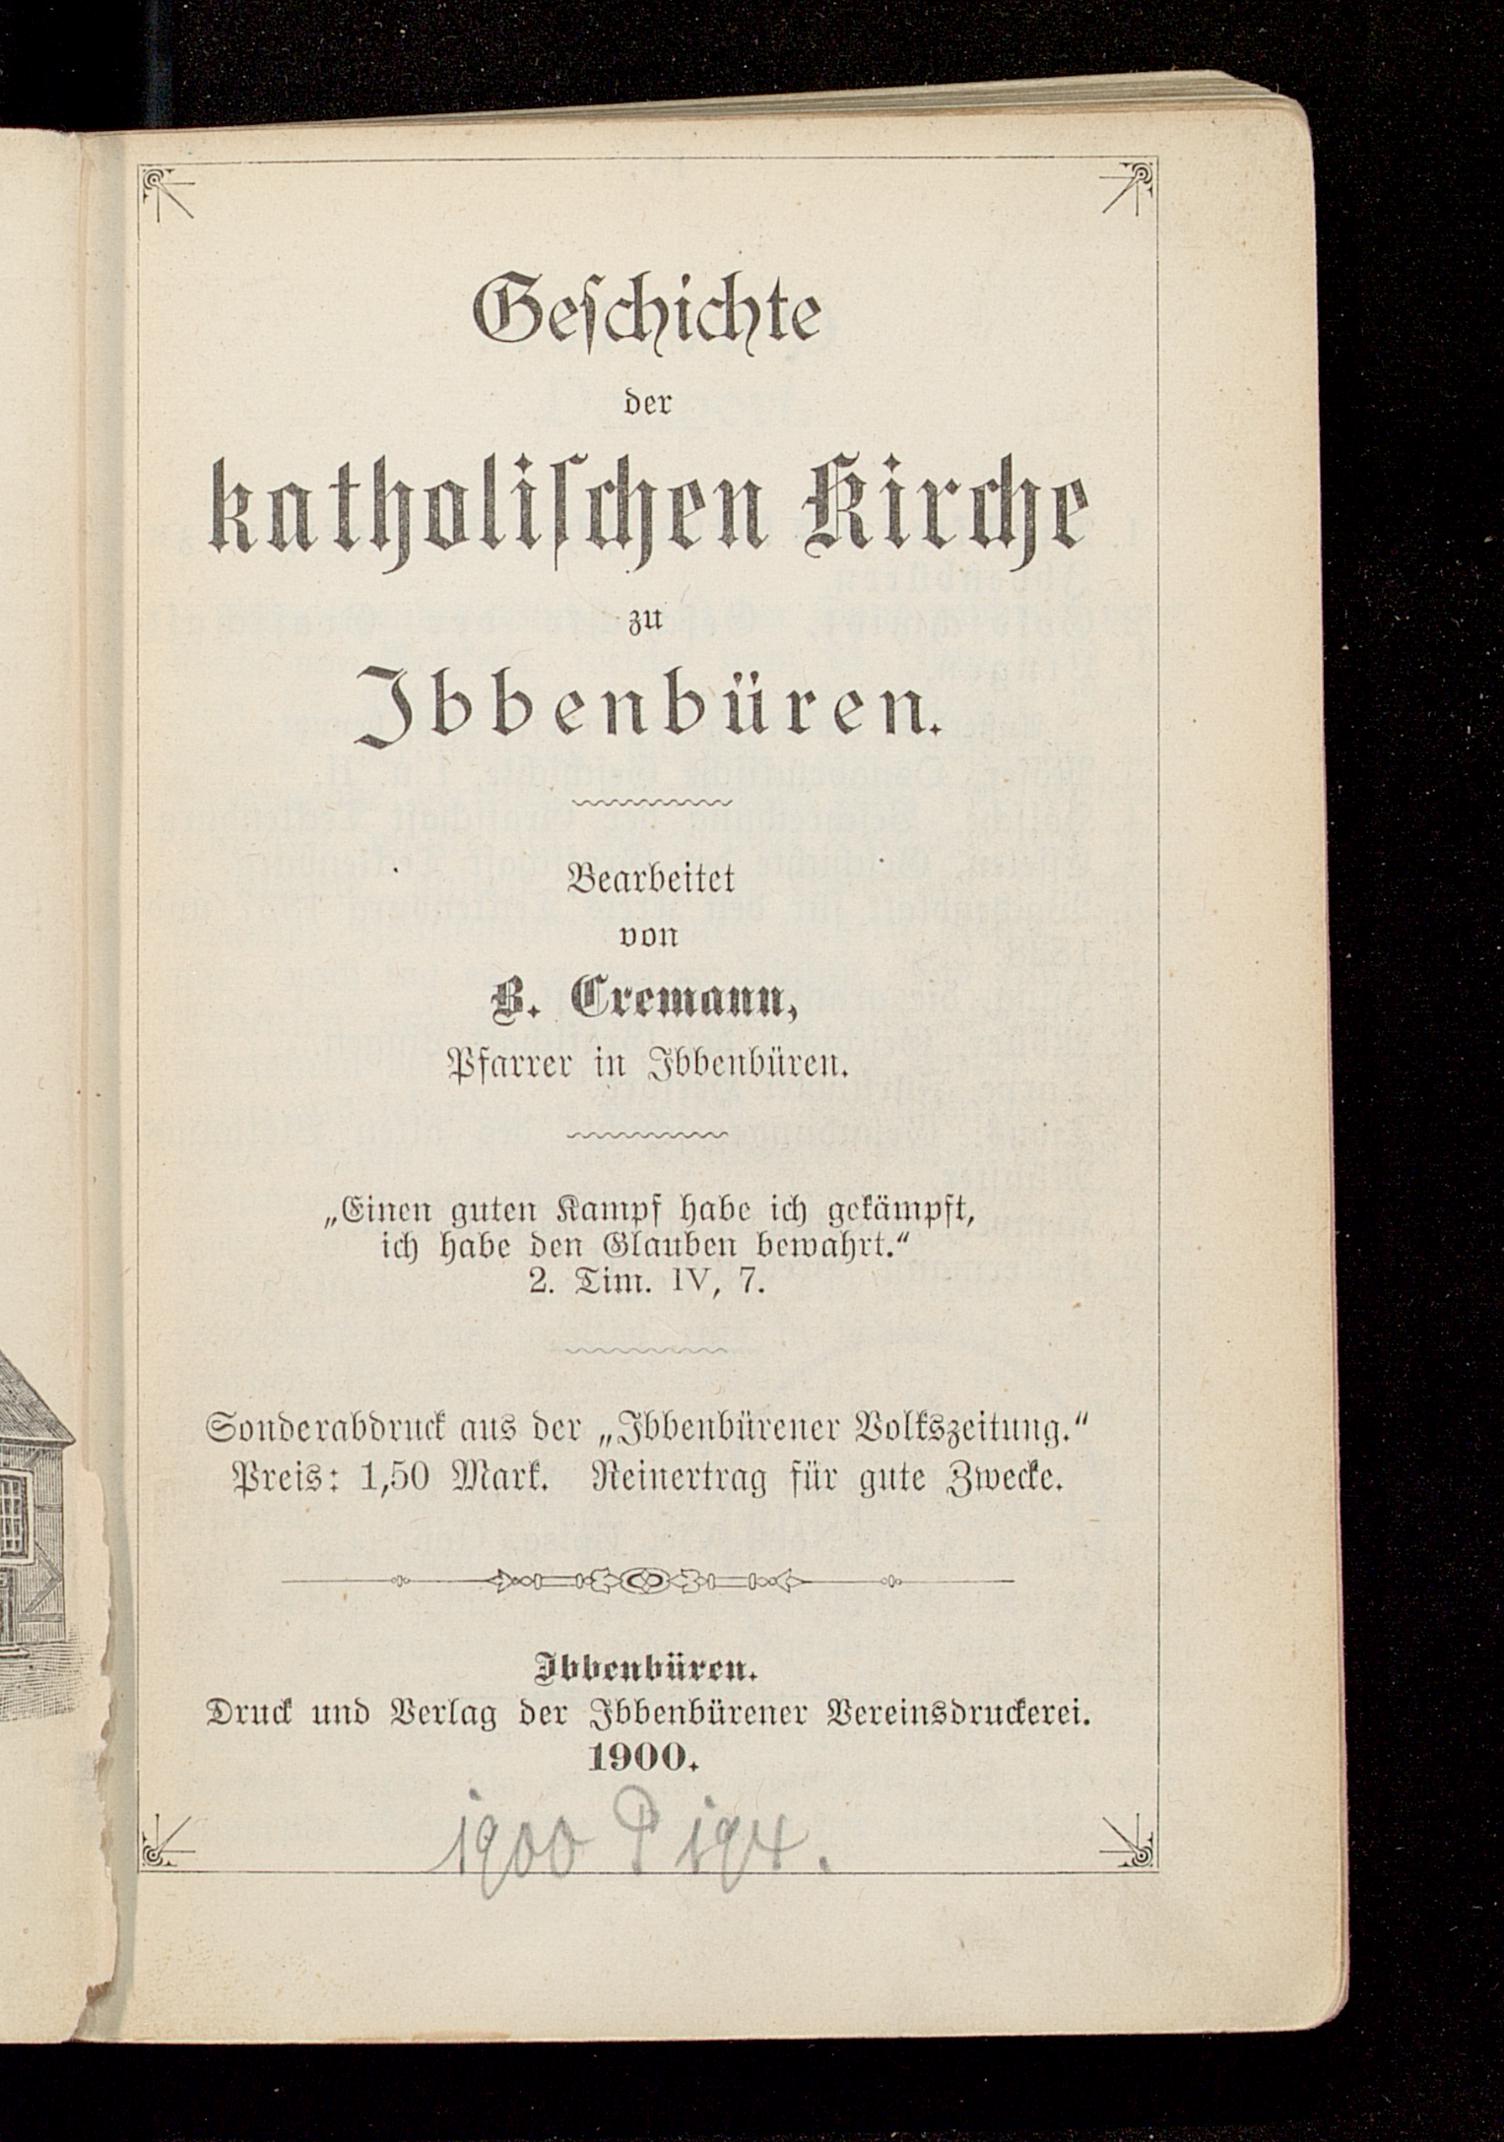 Geſchichte
der
katholiſchen Kirche
zu
Ibbenbüren.
Bearbeitet
von
B. Cremann,
Pfarrer in Ibbenbüren.
„Einen guten Kampf habe ich gekämpft,
ich habe den Glauben bewahrt.“
2. Tim. IV, 7.
Sonderabdruck aus der „Ibbenbürener Volkszeitung.“
Preis: 1,50 Mark. Reinertrag für gute Zwecke.
Ibbenbüren.
Druck und Verlag der Ibbenbürener Vereinsdruckerei.
1900.
1900 P 194.